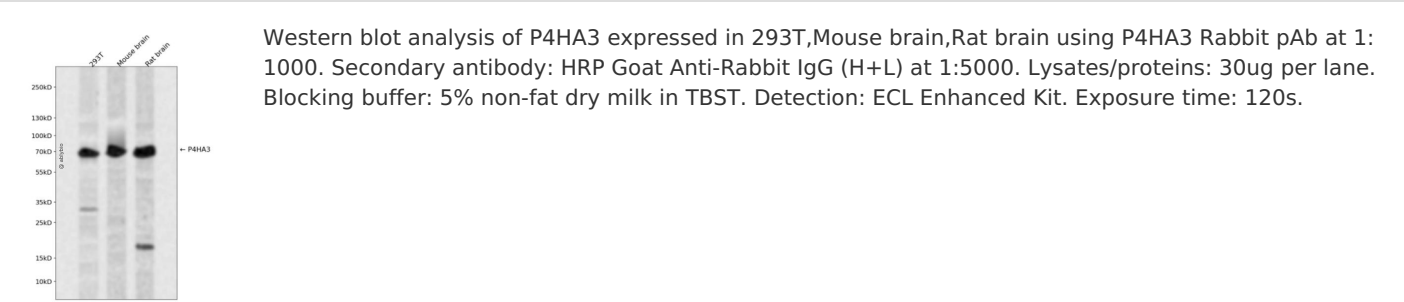 293T
Mouse brain
Rat brain
250kD
130kD
100kD
70kD
55kD
35kD
25kD
15kD
10kD
← P4HA3
Western blot analysis of P4HA3 expressed in 293T,Mouse brain,Rat brain using P4HA3 Rabbit pAb at 1:
1000. Secondary antibody: HRP Goat Anti-Rabbit IgG (H+L) at 1:5000. Lysates/proteins: 30ug per lane.
Blocking buffer: 5% non-fat dry milk in TBST. Detection: ECL Enhanced Kit. Exposure time: 120s.